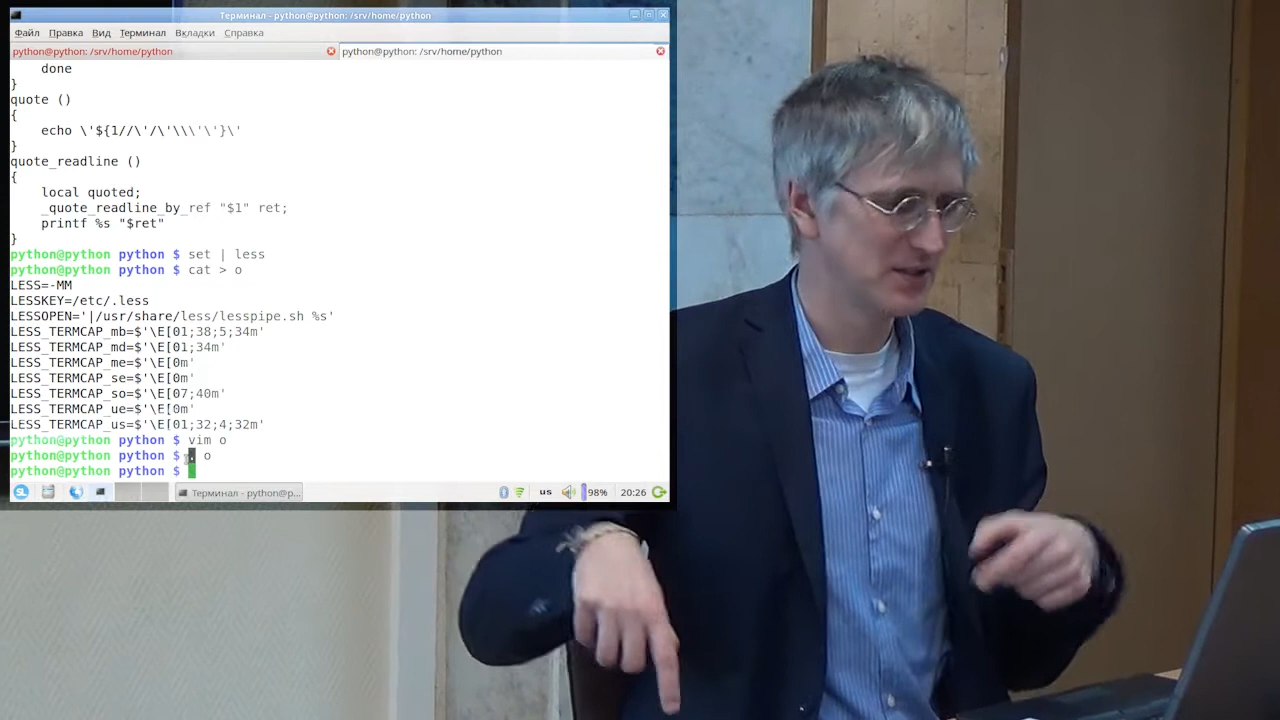 Терминал - python@python: /srv/home/python
Файл Правка Вид Терминал Вкладки Справка
python@python: /srv/home/python python@python: /srv/home/python
done
}
quote ()
{
echo \'${1//\'/\'\\\'\'}\'
}
quote_readline ()
{
local quoted;
_quote_readline_by_ref "$1" ret;
printf %s "$ret"
}
python@python python $ set | less
python@python python $ cat > o
LESS=-MM
LESSKEY=/etc/.less
LESSOPEN='|/usr/share/less/lesspipe.sh %s'
LESS_TERMCAP_mb=$'\E[01;38;5;34m'
LESS_TERMCAP_md=$'\E[01;34m'
LESS_TERMCAP_me=$'\E[0m'
LESS_TERMCAP_se=$'\E[0m'
LESS_TERMCAP_so=$'\E[07;40m'
LESS_TERMCAP_ue=$'\E[0m'
LESS_TERMCAP_us=$'\E[01;32;4;32m'
python@python python $ vim o
python@python python $ . o
python@python python $
Терминал - python@p... us 98% 20:26